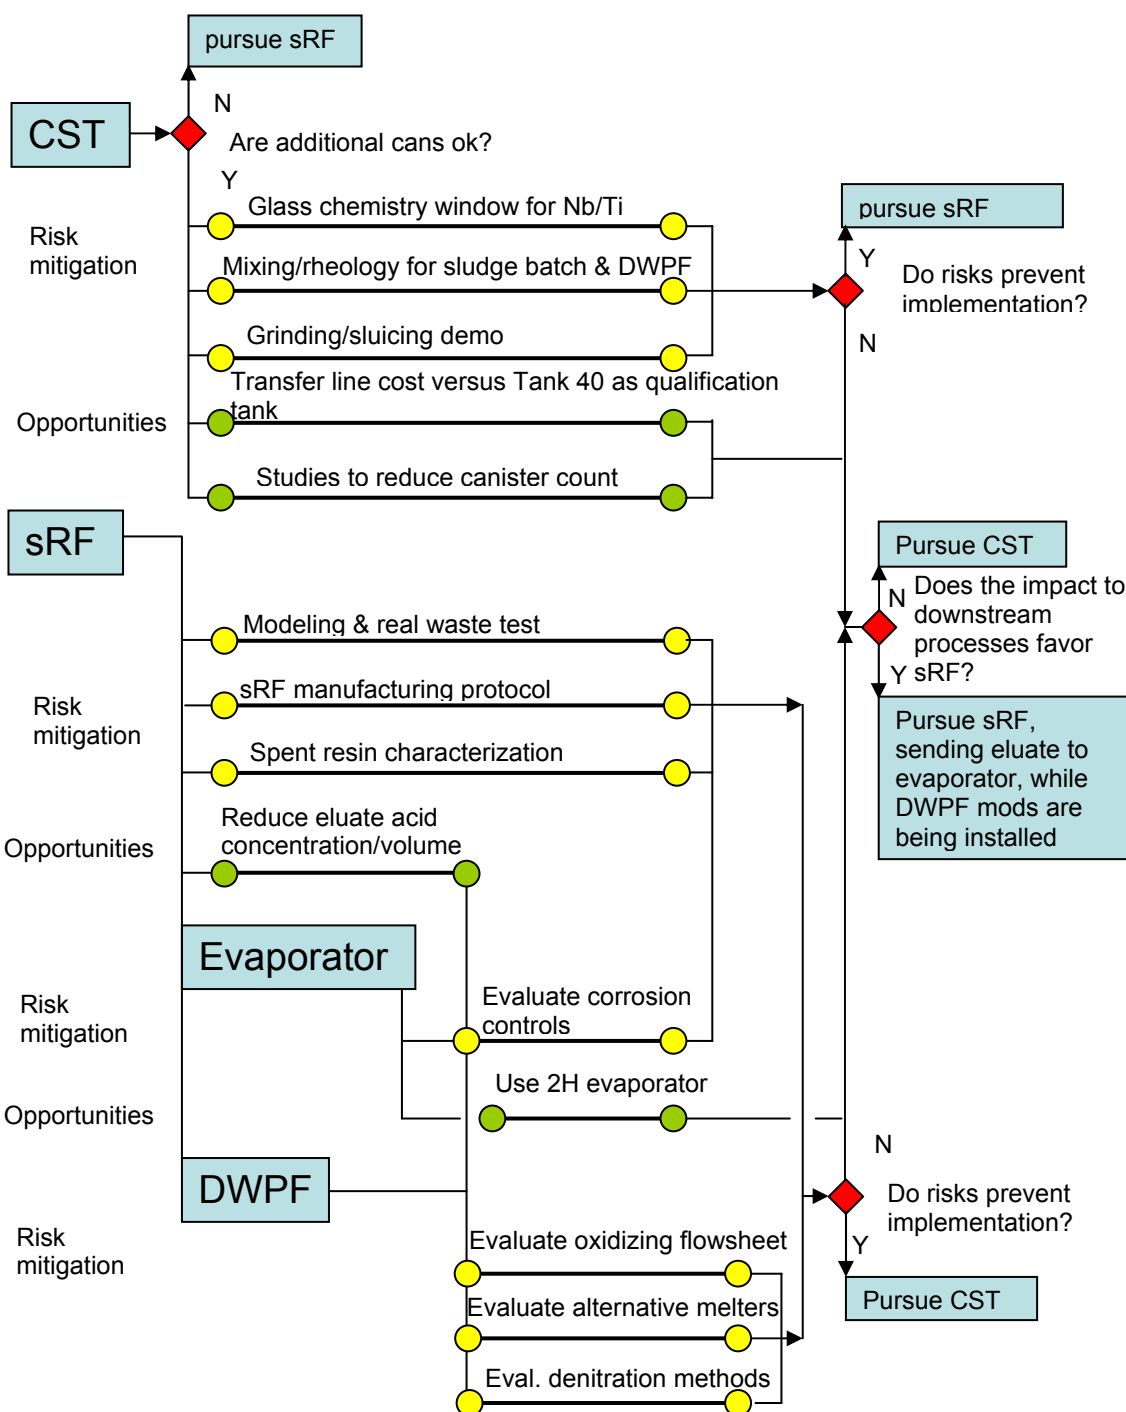 pursue sRF
N
CST
Are additional cans ok?
Y
Glass chemistry window for Nb/Ti
pursue sRF
Risk
mitigation
Y
Mixing/rheology for sludge batch & DWPF
Do risks prevent
implementation?
Grinding/sluicing demo
N
Transfer line cost versus Tank 40 as qualification
tank
Opportunities
Studies to reduce canister count
sRF
Pursue CST
N
Does the impact to
downstream
processes favor
sRF?
Y
Modeling & real waste test
sRF manufacturing protocol
Risk
mitigation
Pursue sRF,
sending eluate to
evaporator, while
DWPF mods are
being installed
Spent resin characterization
Reduce eluate acid
concentration/volume
Opportunities
Evaporator
Risk
mitigation
Evaluate corrosion
controls
Use 2H evaporator
Opportunities
N
DWPF
Do risks prevent
implementation?
Risk
mitigation
Y
Evaluate oxidizing flowsheet
Pursue CST
Evaluate alternative melters
Eval. denitration methods